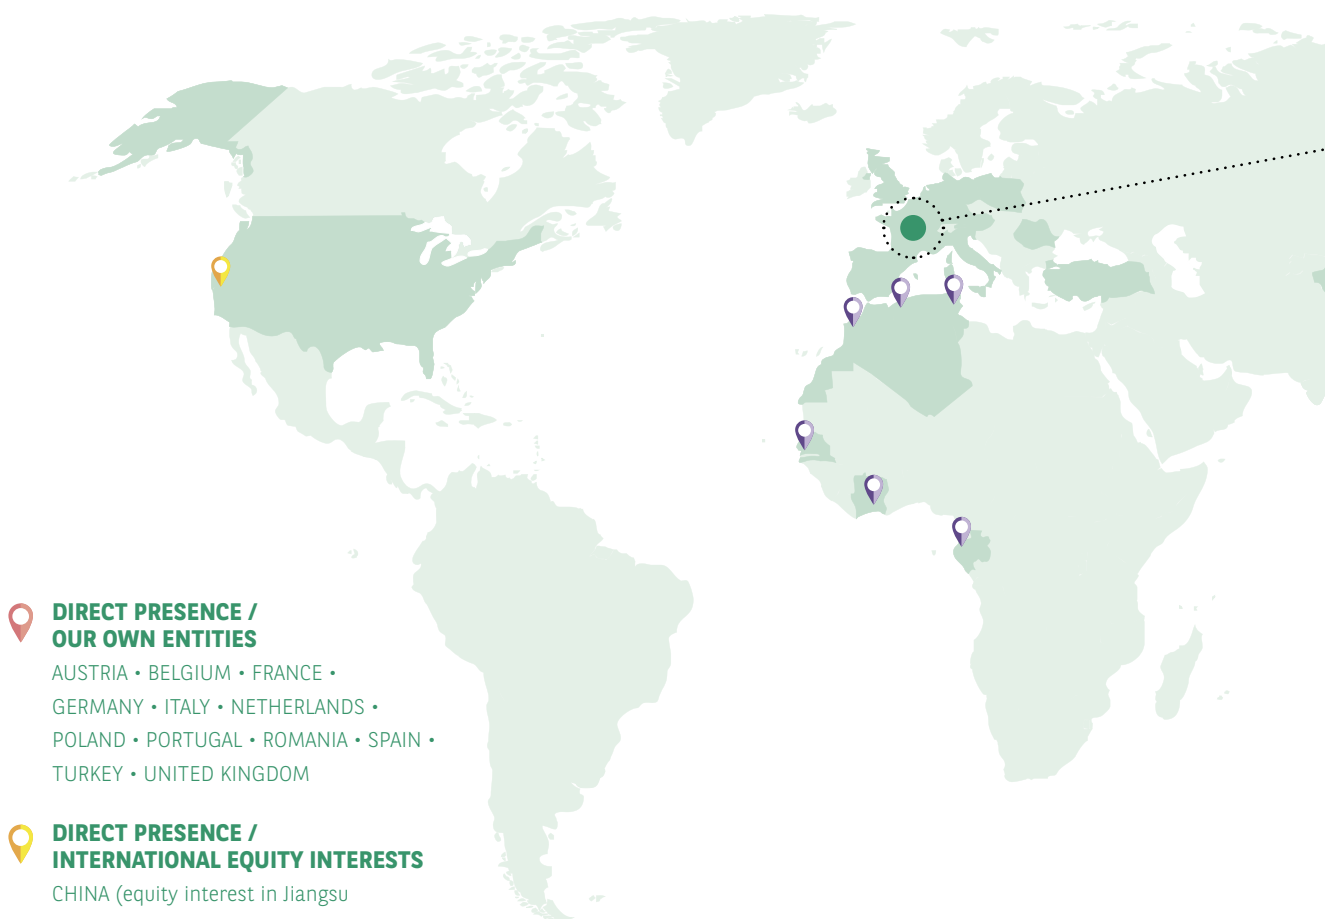 DIRECT PRESENCE /
OUR OWN ENTITIES
AUSTRIA • BELGIUM • FRANCE •
GERMANY • ITALY • NETHERLANDS •
POLAND • PORTUGAL • ROMANIA • SPAIN •
TURKEY • UNITED KINGDOM
DIRECT PRESENCE /
INTERNATIONAL EQUITY INTERESTS
CHINA (equity interest in Jiangsu